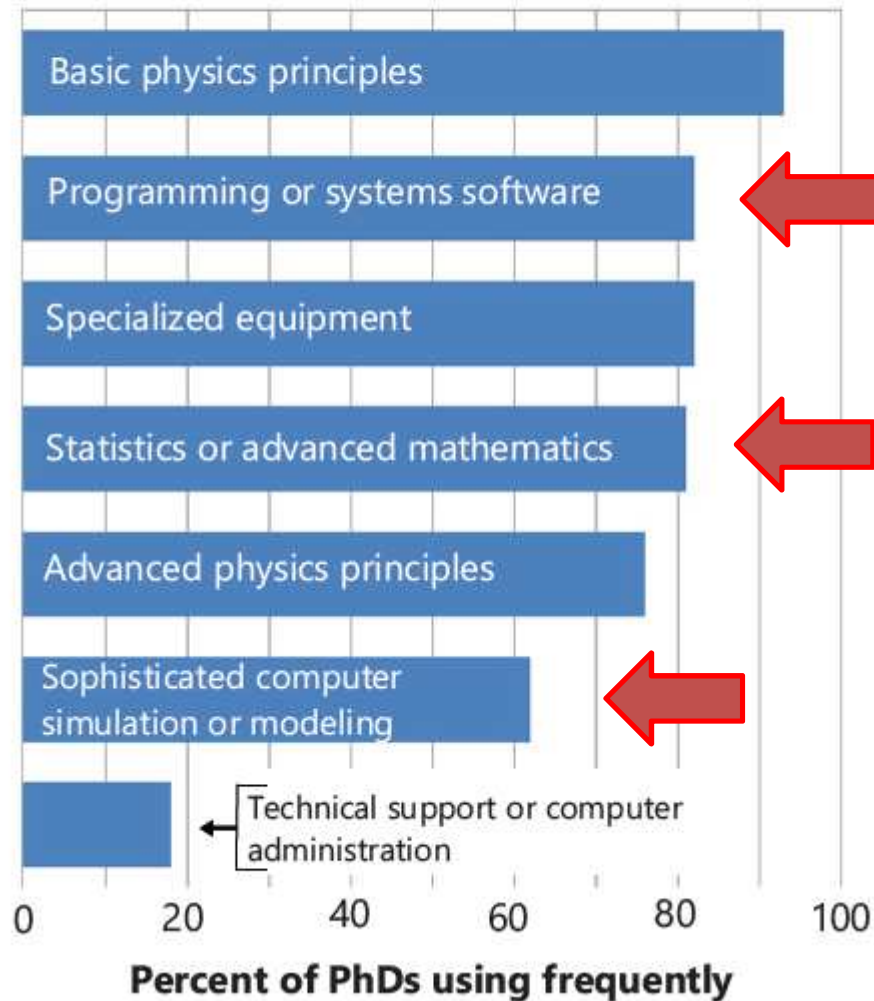 Basic physics principles
Programming or systems software
Specialized equipment
Statistics or advanced mathematics
Advanced physics principles
Sophisticated computer
simulation or modeling
Technical support or computer
administration
0 20 40 60 80 100
Percent of PhDs using frequently